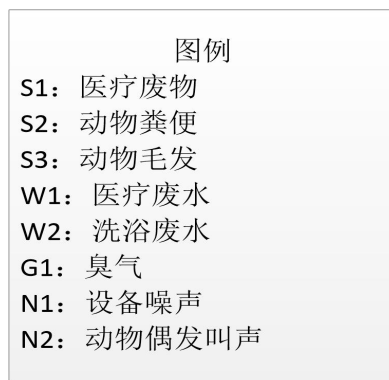 图例
S1：医疗废物
S2：动物粪便
S3：动物毛发
W1：医疗废水
W2：洗浴废水
G1：臭气
N1：设备噪声
N2：动物偶发叫声